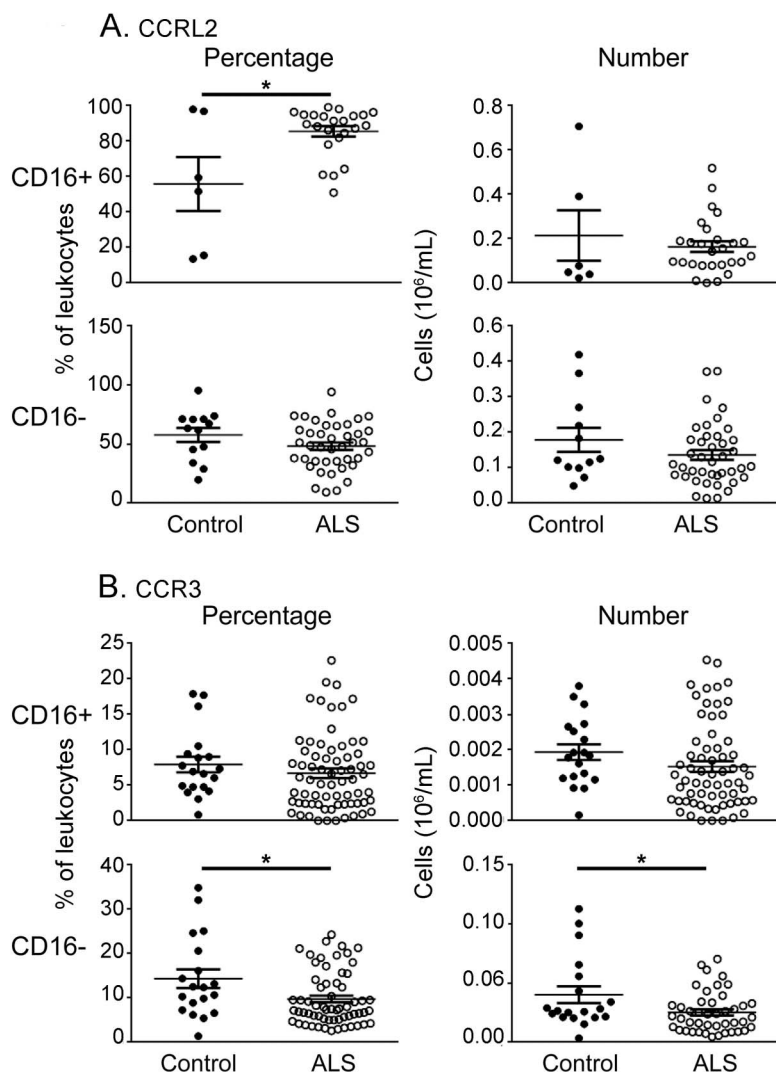 A. CCRL2
Percentage
Number
*
CD16+
100
80
60
40
20
0
0.8
0.6
0.4
0.2
0.0
% of leukocytes
Cells (10⁶/mL)
CD16-
150
100
50
0
0.6
0.5
0.4
0.3
0.2
0.1
0.0
Control
ALS
Control
ALS
B. CCR3
Percentage
Number
CD16+
25
20
15
10
5
0
0.005
0.004
0.003
0.002
0.001
0.000
% of leukocytes
Cells (10⁶/mL)
*
*
CD16-
40
30
20
10
0
0.15
0.10
0.06
0.03
0.00
Control
ALS
Control
ALS